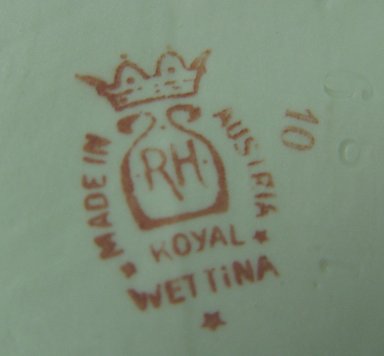 MADE IN
AUSTRIA
RH
ROYAL
WETTiNA
10